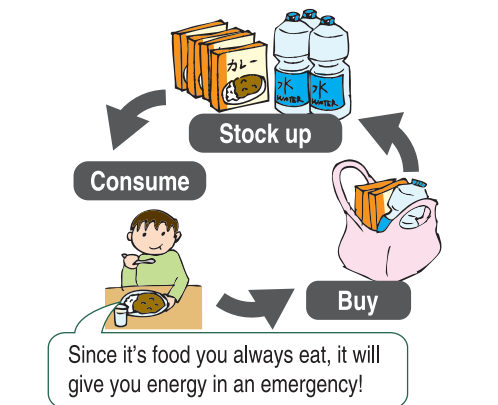 カレー
水
WATER
水
WATER
Stock up
Consume
Buy
Since it's food you always eat, it will
give you energy in an emergency!